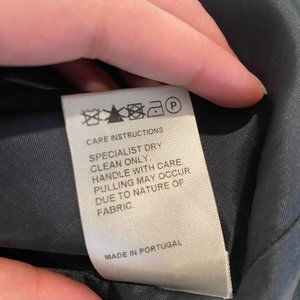 P
CARE INSTRUCTIONS
SPECIALIST DRY
CLEAN ONLY.
HANDLE WITH CARE.
PULLING MAY OCCUR
DUE TO NATURE OF
FABRIC.
MADE IN PORTUGAL